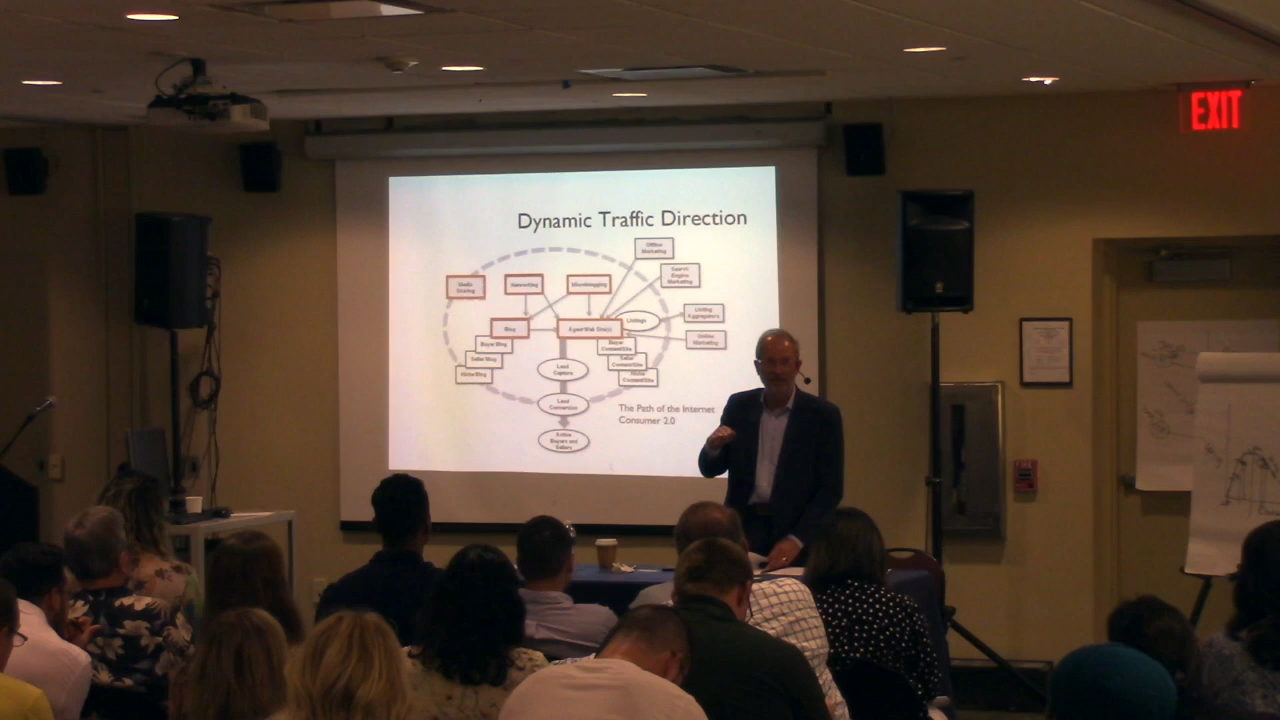 EXIT
Dynamic Traffic Direction
Offline
Marketing
Search
Engine
Marketing
Media
Sharing
Networking
Microblogging
Listings
Listing
Aggregators
Blog
Agent Web Site(s)
Online
Marketing
Buyer Blog
Seller Blog
Niche Blog
Buyer
Content/Site
Seller
Content/Site
Niche
Content/Site
Lead
Capture
Lead
Conversion
Active
Buyers and
Sellers
The Path of the Internet
Consumer 2.0
FIRE